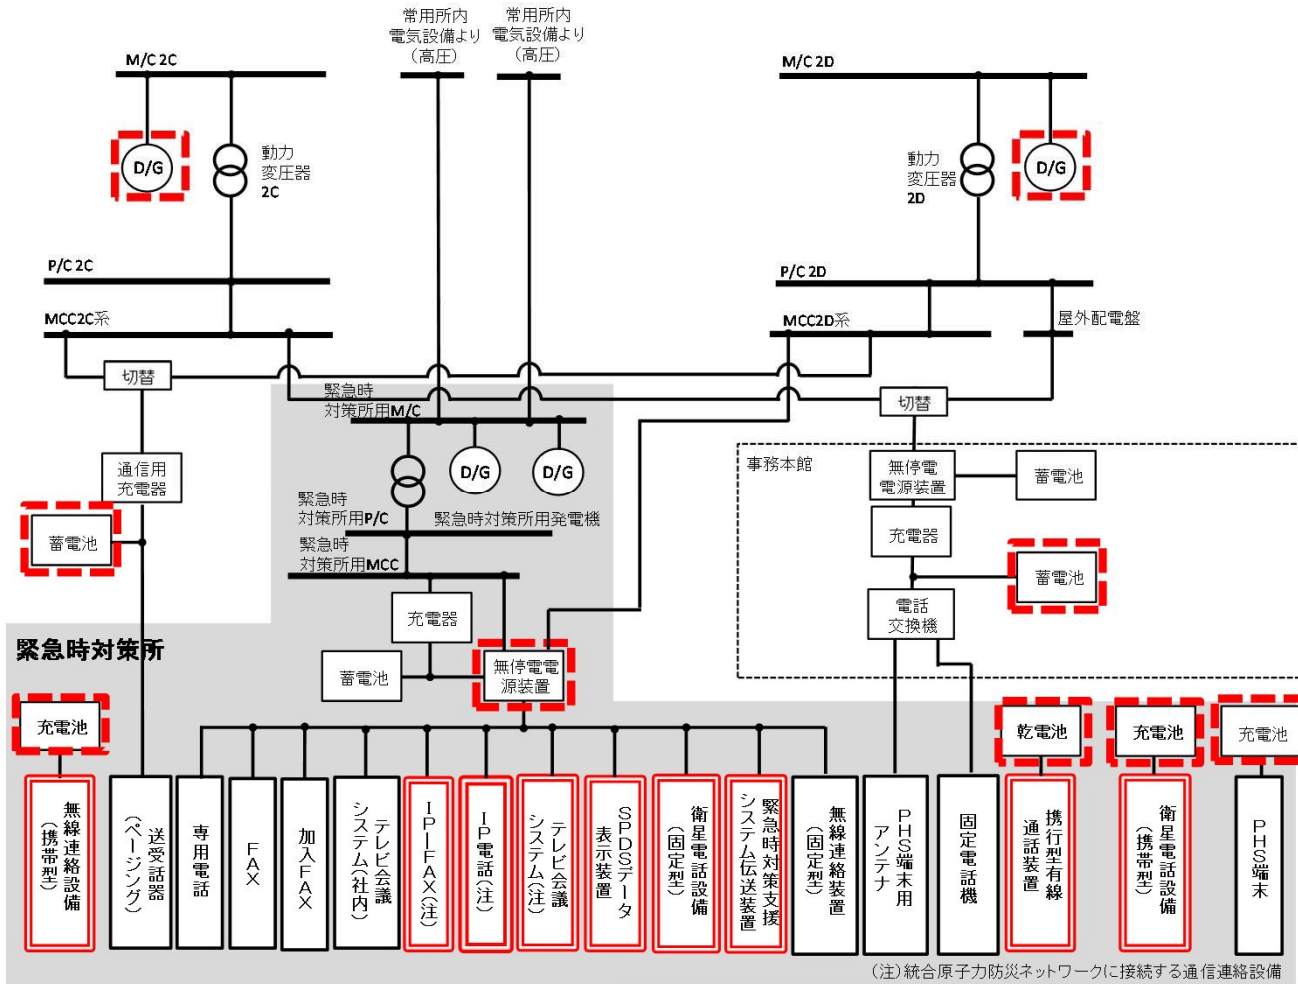 常用所内
電気設備より
(高圧)
常用所内
電気設備より
(高圧)
M/C 2C
M/C 2D
D/G
動力
変圧器
2C
動力
変圧器
2D
D/G
P/C 2C
P/C 2D
MCC2C系
MCC2D系
屋外配電盤
切替
緊急時
対策所用M/C
切替
通信用
充電器
D/G
D/G
事務本館
無停電
電源装置
蓄電池
緊急時
対策所用P/C
緊急時対策所用発電機
蓄電池
充電器
緊急時
対策所用MCC
蓄電池
充電器
電話
交換機
緊急時対策所
蓄電池
無停電電
源装置
充電池
乾電池
充電池
充電池
無線連絡設備
(携帯型)
送受話器
(ページング)
専用電話
FAX
加入FAX
テレビ会議
システム(社内)
IP-FAX(注)
IP電話(注)
テレビ会議
システム(注)
SPDSデータ
表示装置
衛星電話設備
(固定型)
緊急時対策支援
システム伝送装置
無線連絡装置
(固定型)
PHS端末用
アンテナ
固定電話機
携行型有線
通話装置
衛星電話設備
(携帯型)
PHS端末
(注)統合原子力防災ネットワークに接続する通信連絡設備